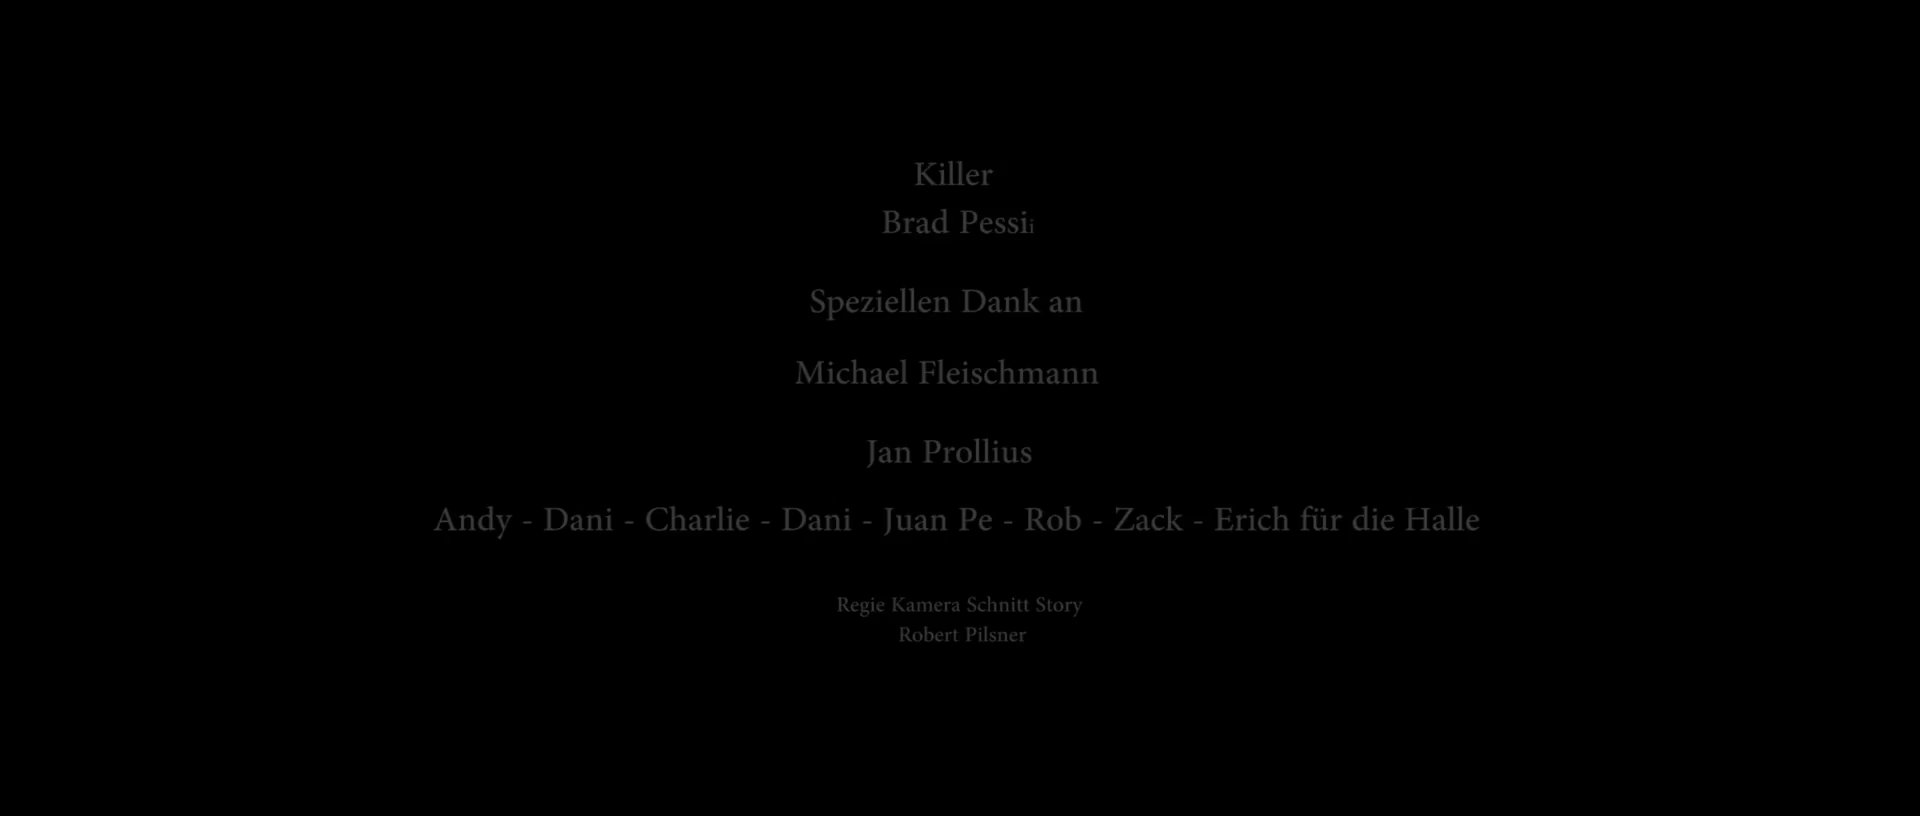 Killer
Brad Pessii
Speziellen Dank an
Michael Fleischmann
Jan Prollius
Andy - Dani - Charlie - Dani - Juan Pe - Rob - Zack - Erich für die Halle
Regie Kamera Schnitt Story
Robert Pilsner